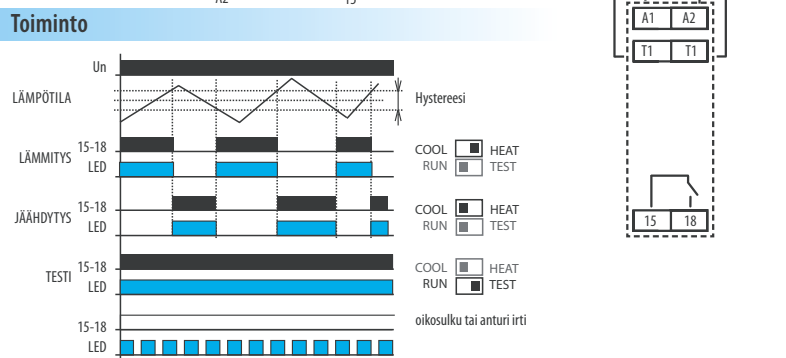 A2
Toiminto
Un
LÄMPÖTILA
Hystereesi
LÄMMITYS
15-18
LED
COOL HEAT
RUN TEST
JÄÄHDYTYS
15-18
LED
COOL HEAT
RUN TEST
TESTI
15-18
LED
COOL HEAT
RUN TEST
15-18
LED
oikosulku tai anturi irti
A1 A2
T1 T1
15 18